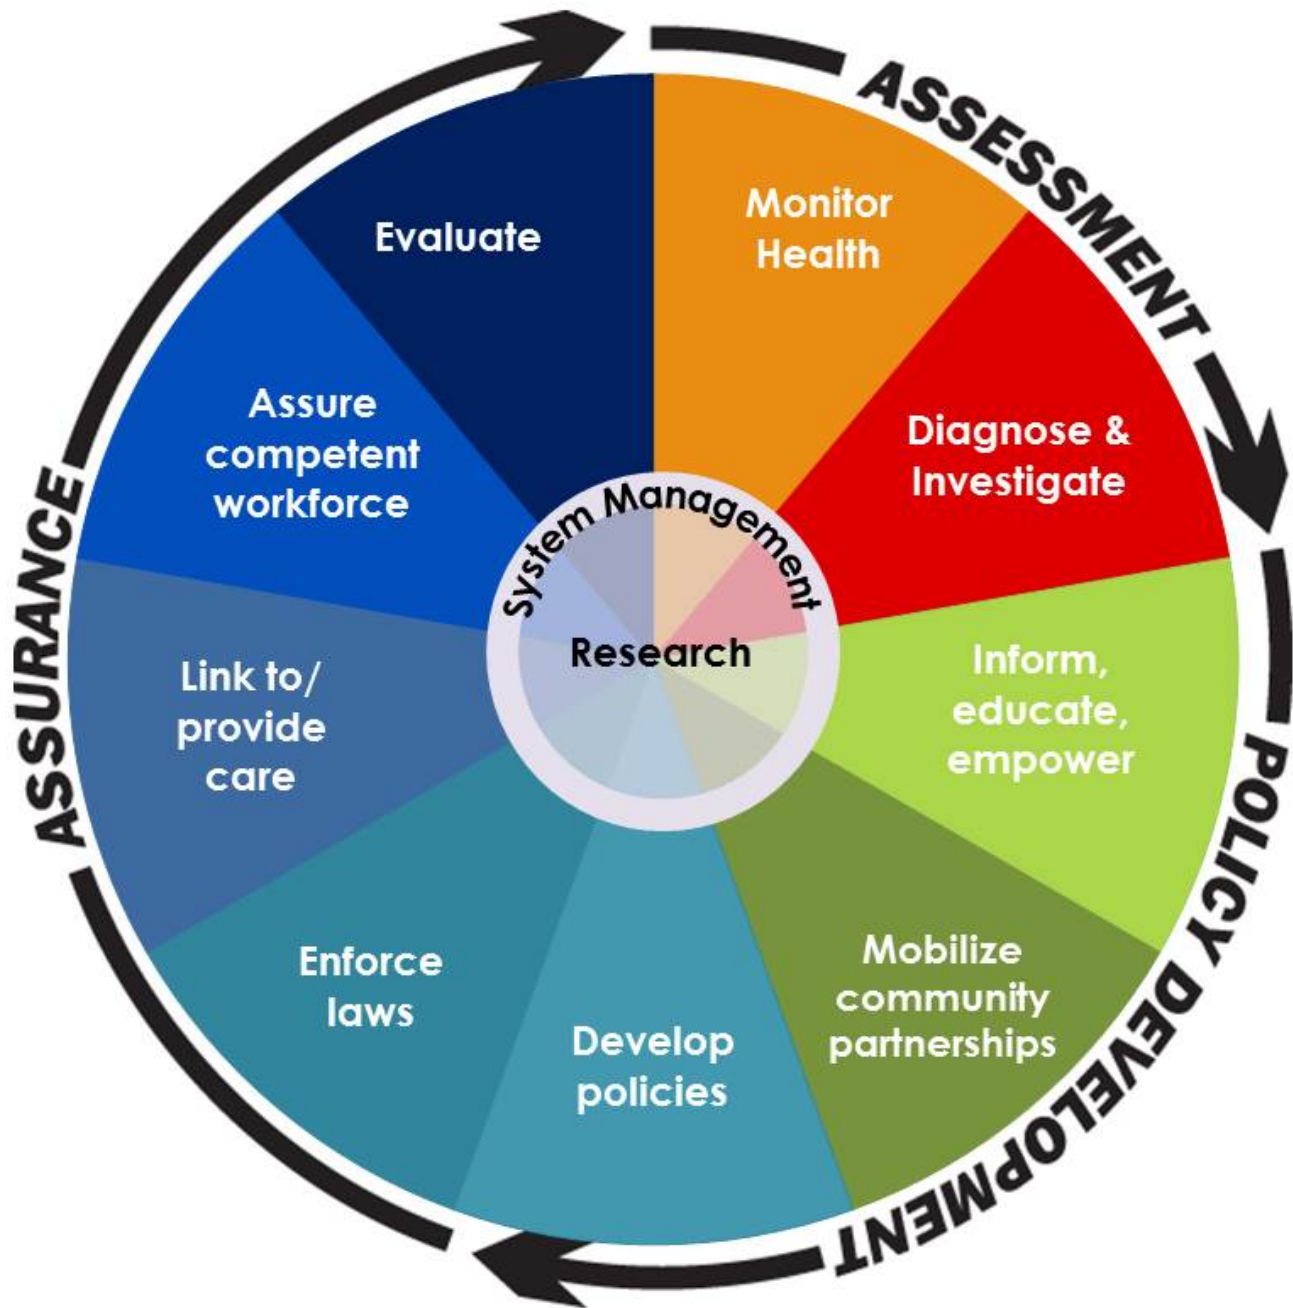 ASSESSMENT
Monitor
Health
Diagnose &
Investigate
Inform,
educate,
empower
POLICY DEVELOPMENT
Mobilize
community
partnerships
Develop
policies
Enforce
laws
ASSURANCE
Link to/
provide
care
Assure
competent
workforce
Evaluate
System Management
Research